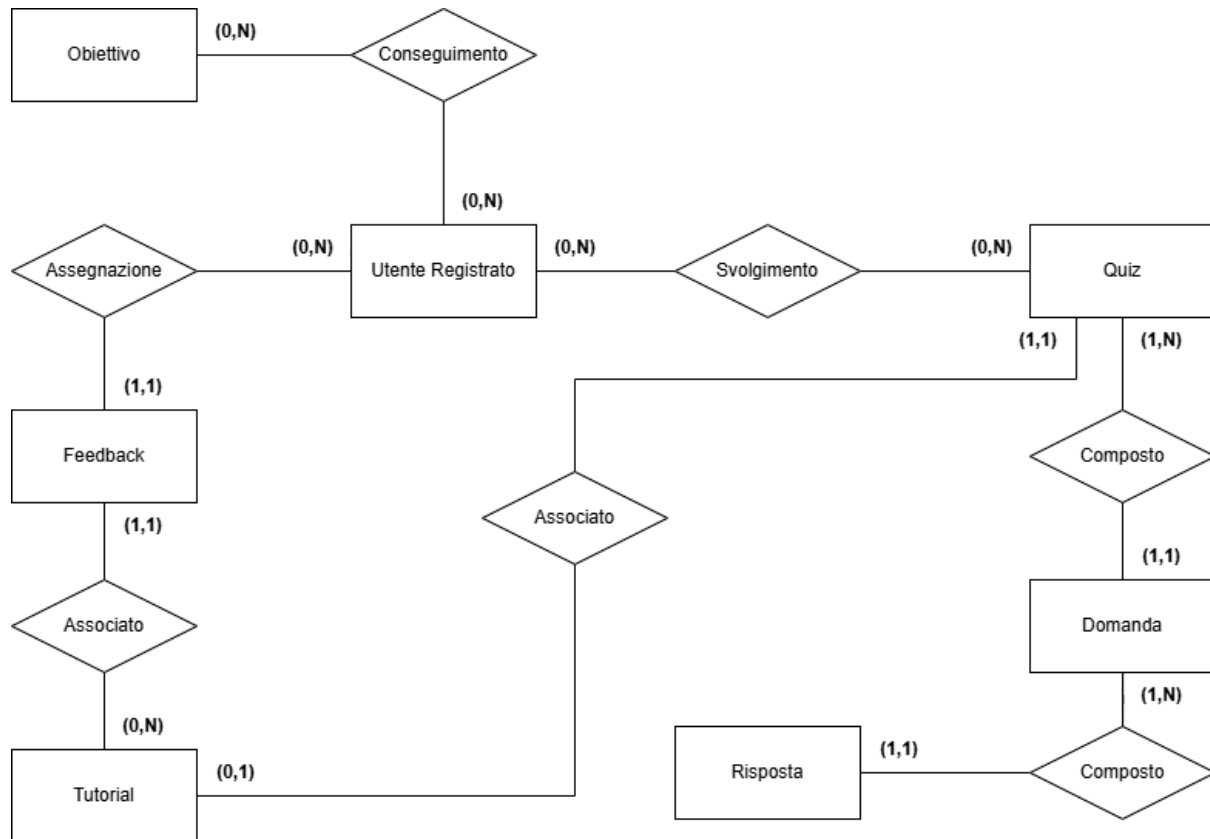 (0,N)
Obiettivo
Conseguimento
(0,N)
(0,N)
(0,N)
(0,N)
Assegnazione
Utente Registrato
Svolgimento
Quiz
(1,1)
(1,N)
(1,1)
Feedback
Composto
(1,1)
Associato
(1,1)
Associato
Domanda
(0,N)
(1,N)
(0,1)
(1,1)
Tutorial
Risposta
Composto